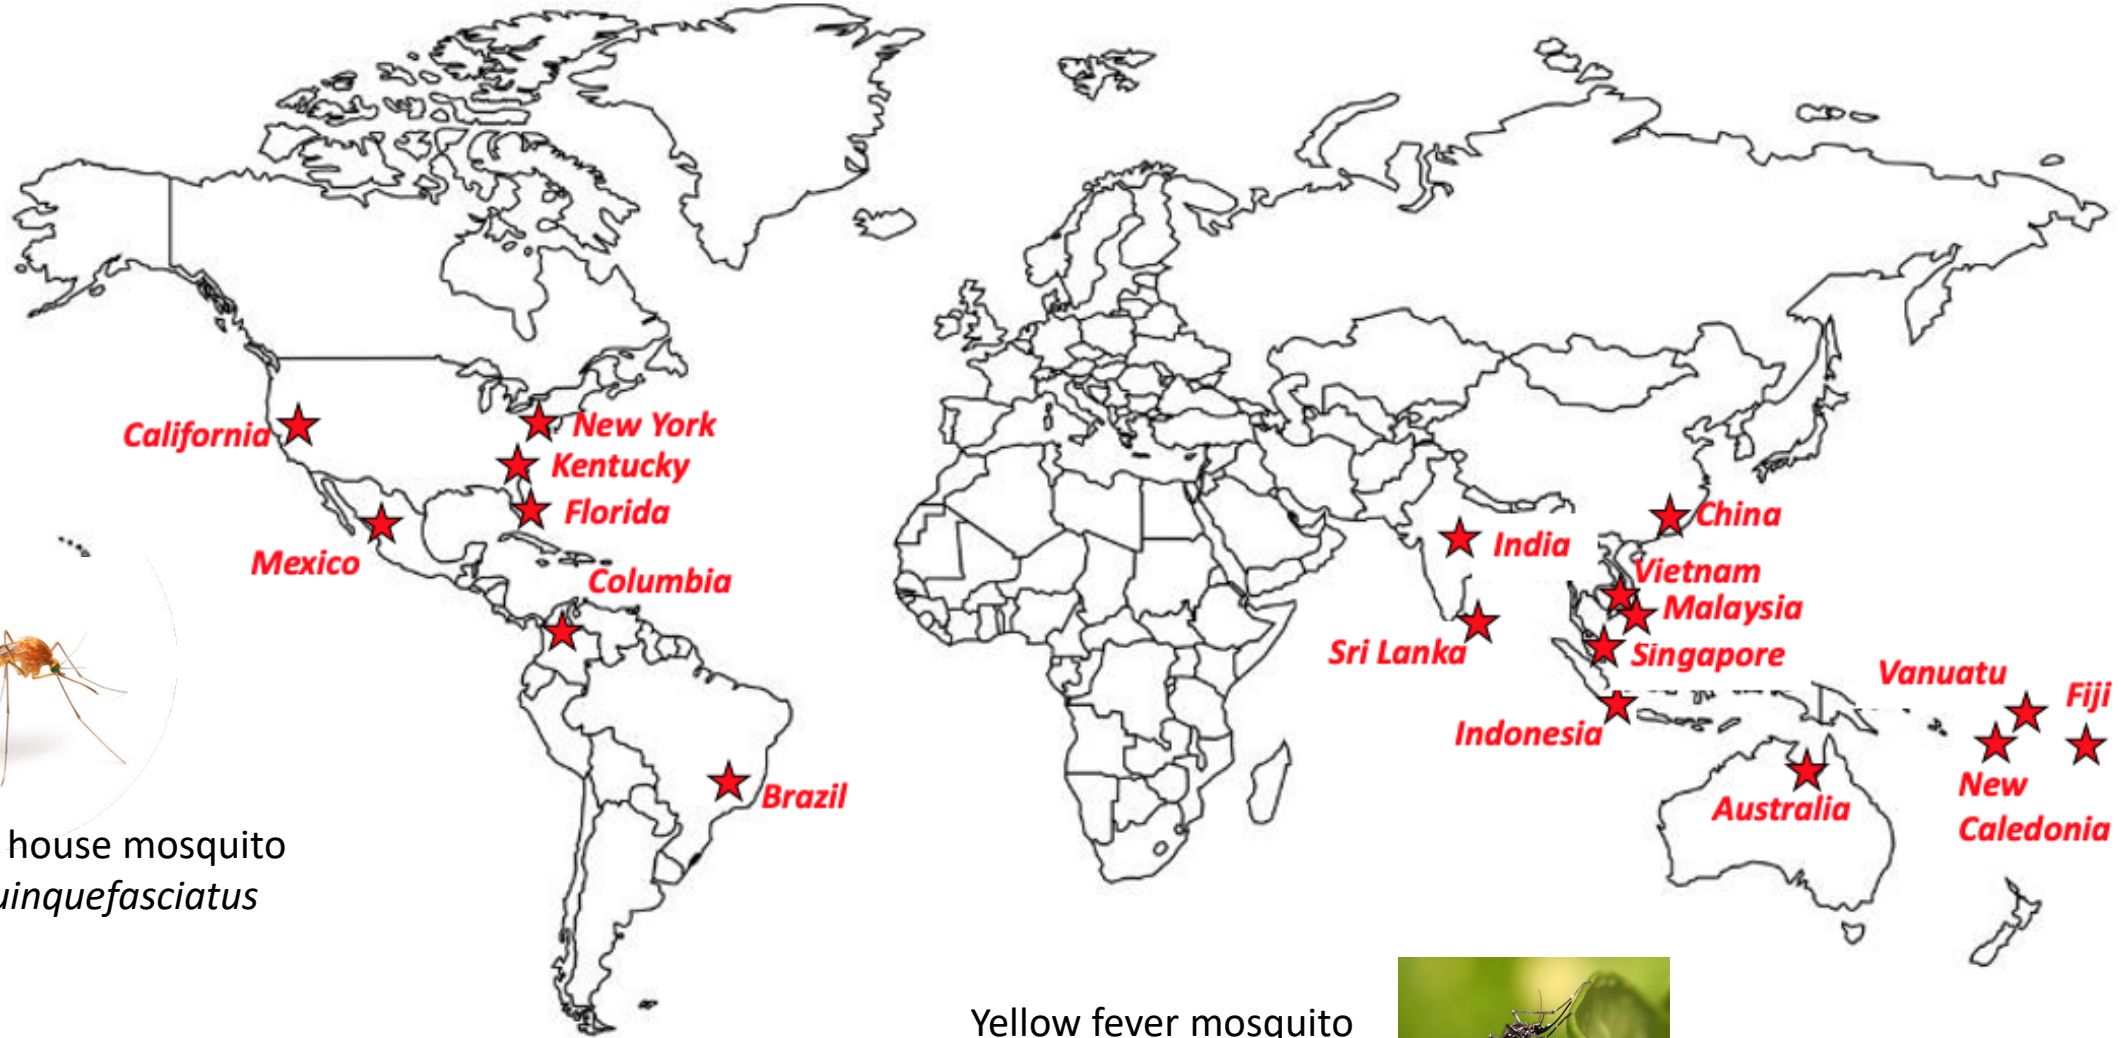 California
New York
Kentucky
Florida
Mexico
Columbia
Brazil
China
India
Vietnam
Malaysia
Sri Lanka
Singapore
Indonesia
Vanuatu
Fiji
New
Caledonia
Australia
house mosquito
uinquefasciatus
Yellow fever mosquito